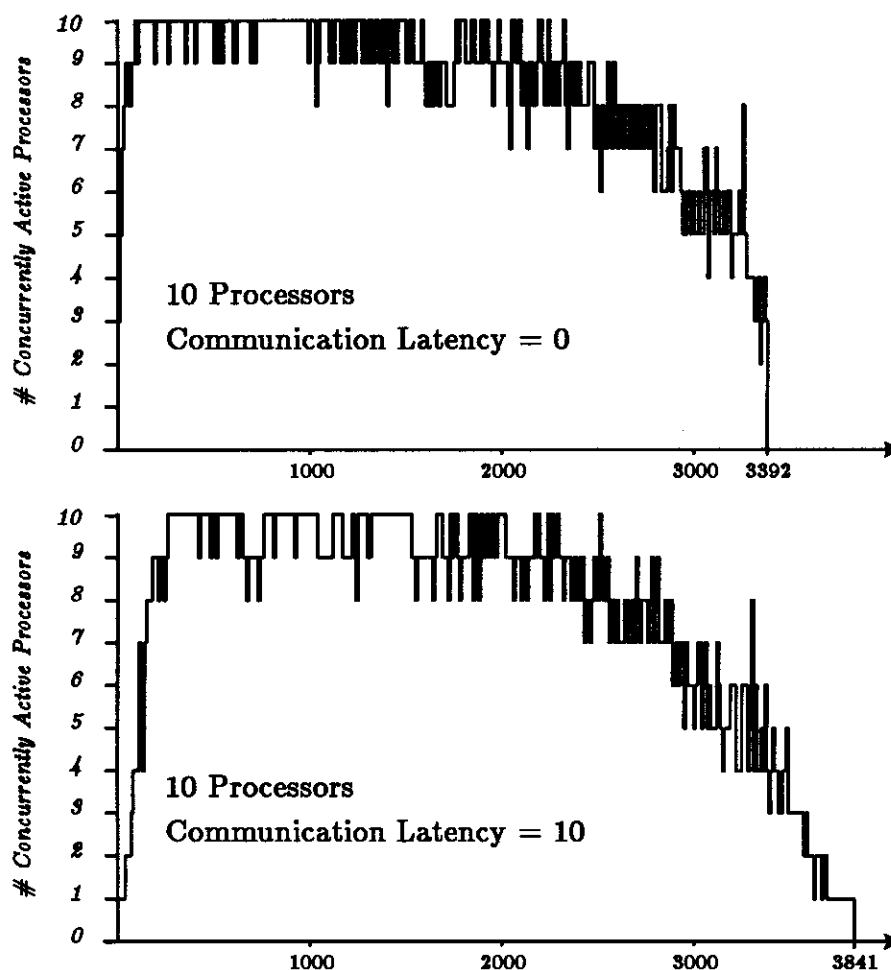 # Concurrently Active Processors
10
9
8
7
6
5
4
3
2
1
0
10 Processors
Communication Latency = 0
1000 2000 3000 3392
# Concurrently Active Processors
10
9
8
7
6
5
4
3
2
1
0
10 Processors
Communication Latency = 10
1000 2000 3000 3841